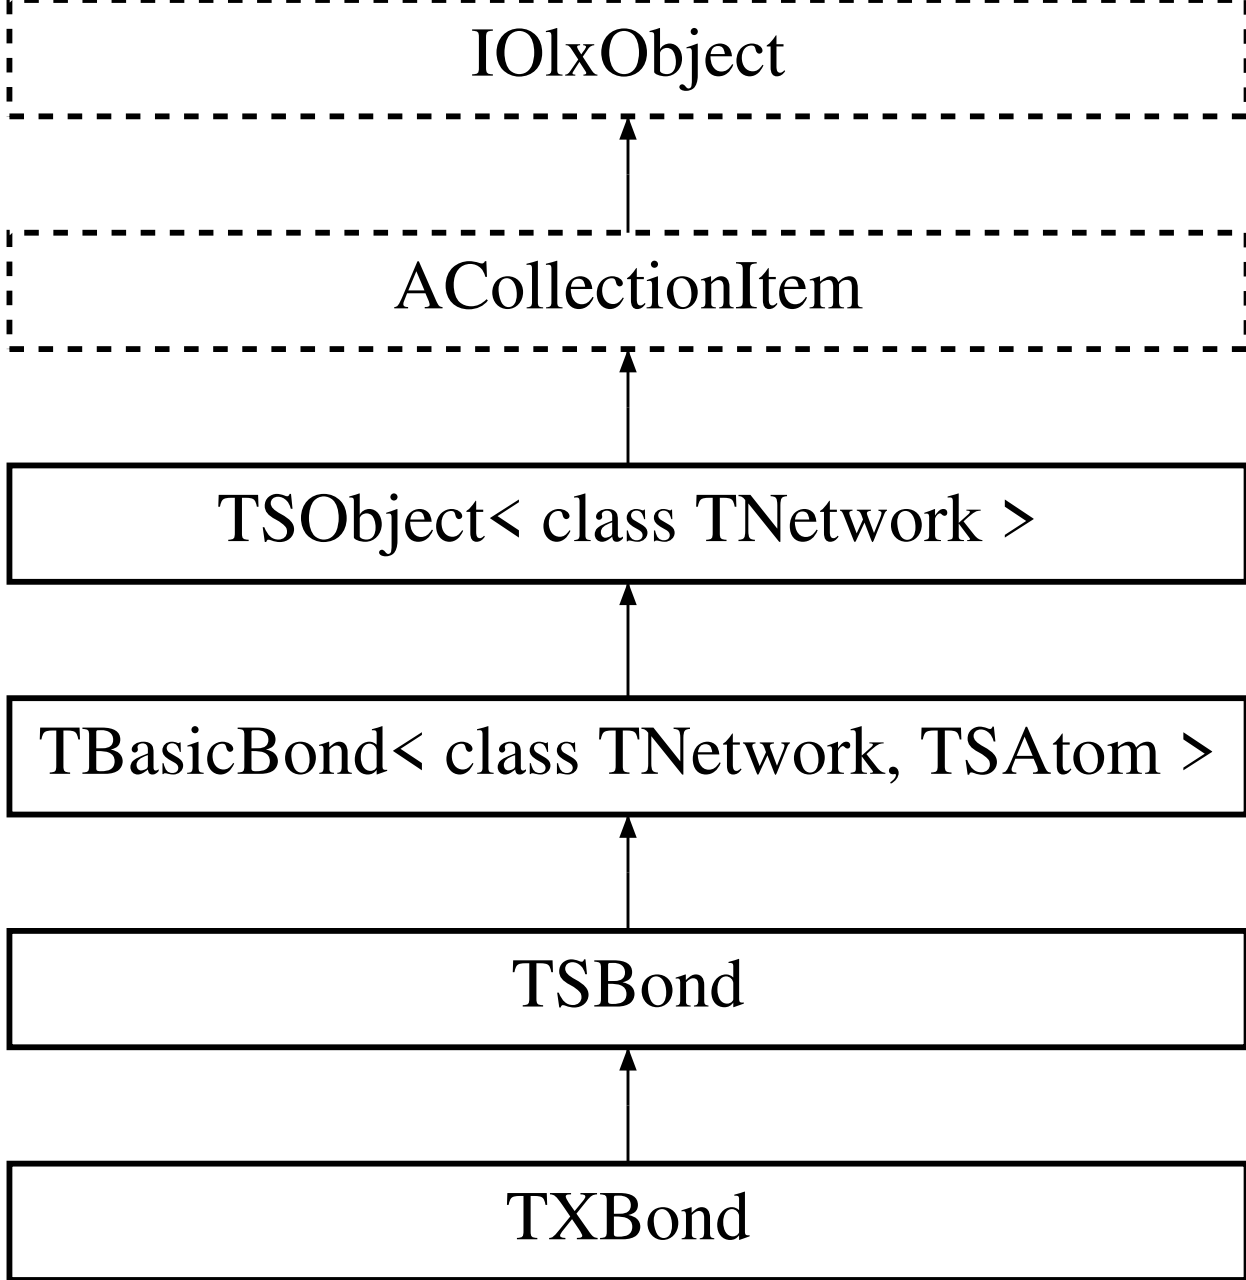 IOlxObject
ACollectionItem
TSObject< class TNetwork >
TBasicBond< class TNetwork, TSAtom >
TSBond
TXBond